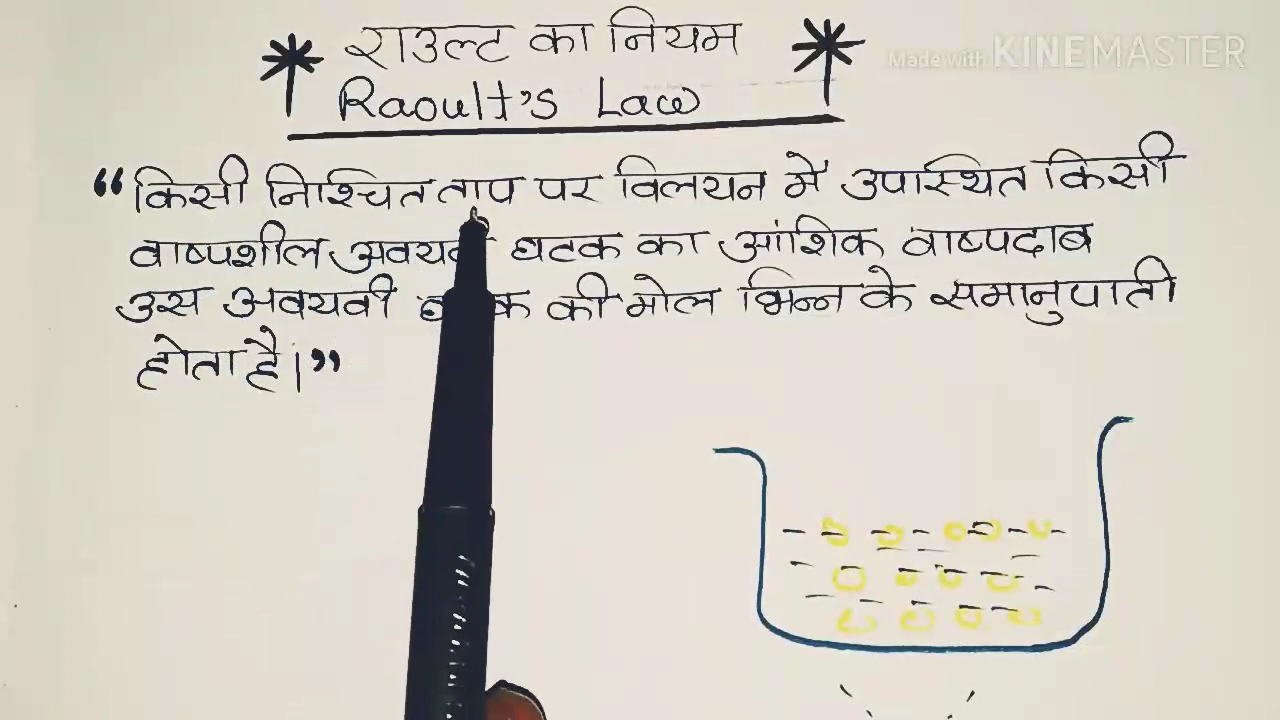 राउल्ट का नियम
Made with KINEMASTER
Raoult's Law
“किसी निश्चित ताप पर विलयन में उपस्थित किसी
वाष्पशील घटक का आंशिक वाष्पदाब
उस अवयवी की मोल भिन्न के समानुपाती
होता है।”